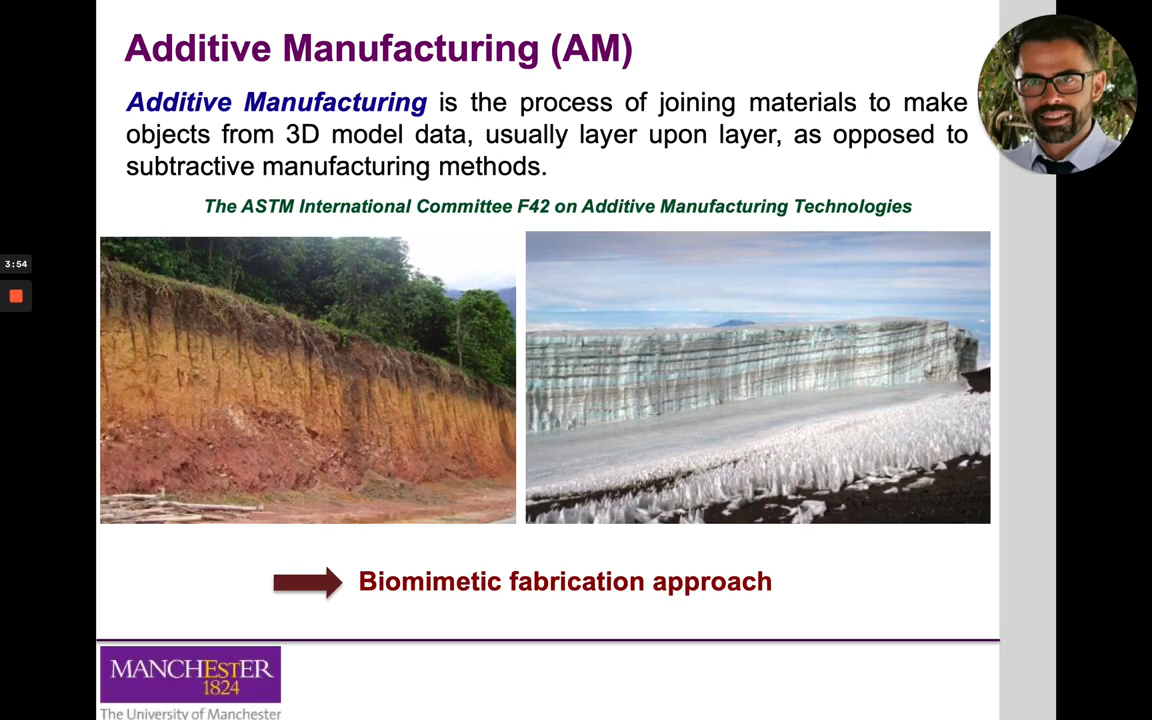 Additive Manufacturing (AM)
Additive Manufacturing is the process of joining materials to make
objects from 3D model data, usually layer upon layer, as opposed to
subtractive manufacturing methods.
The ASTM International Committee F42 on Additive Manufacturing Technologies
3:54
Biomimetic fabrication approach
MANCHESTER
1824
The University of Manchester